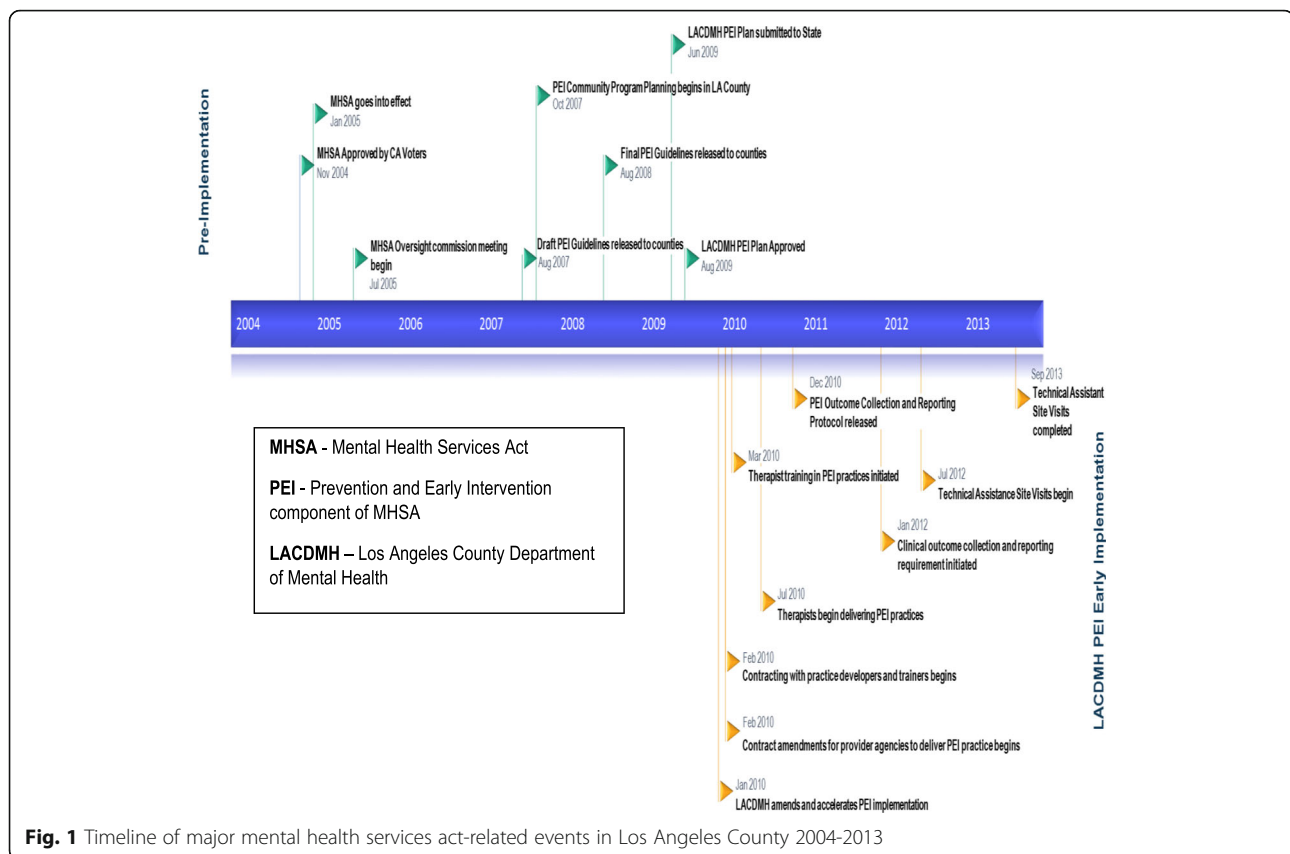 LACDMH PEI Plan submitted to State
Jun 2009
PEI Community Program Planning begins in LA County
Oct 2007
MHSA goes into effect
Jan 2005
MHSA Approved by CA Voters
Nov 2004
Final PEI Guidelines released to counties
Aug 2008
Pre-Implementation
MHSA Oversight commission meeting
begin
Jul 2005
Draft PEI Guidelines released to counties
Aug 2007
LACDMH PEI Plan Approved
Aug 2009
2004 2005 2006 2007 2008 2009 2010 2011 2012 2013
Sep 2013
Technical Assistant
Site Visits
completed
Dec 2010
PEI Outcome Collection and Reporting
Protocol released
Mar 2010
Therapist training in PEI practices initiated
Jul 2012
Technical Assistance Site Visits begin
Jan 2012
Clinical outcome collection and reporting
requirement initiated
Jul 2010
Therapists begin delivering PEI practices
Feb 2010
Contracting with practice developers and trainers begins
Feb 2010
Contract amendments for provider agencies to deliver PEI practice begins
Jan 2010
LACDMH amends and accelerates PEI implementation
LACDMH PEI Early Implementation
MHSA - Mental Health Services Act
PEI - Prevention and Early Intervention
component of MHSA
LACDMH – Los Angeles County Department
of Mental Health
Fig. 1 Timeline of major mental health services act-related events in Los Angeles County 2004-2013